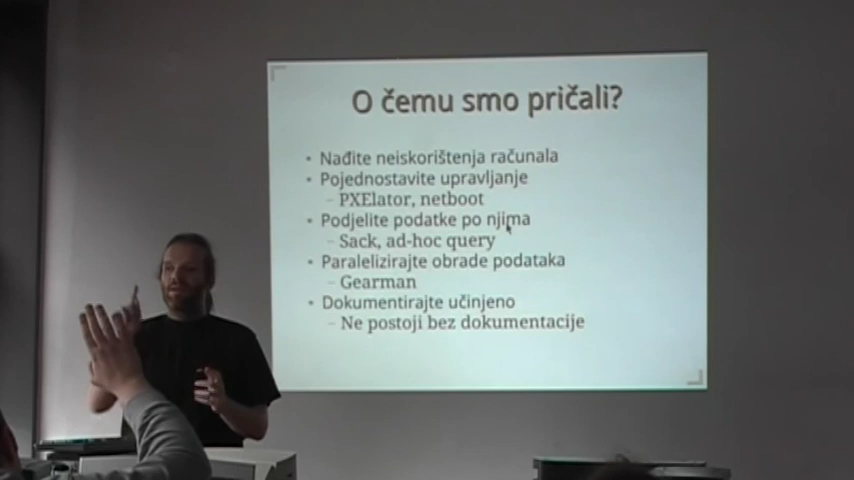 O čemu smo pričali?
• Nađite neiskorištenja računala
• Pojednostavite upravljanje
– PXElator, netboot
• Podjelite podatke po njima
– Sack, ad-hoc query
• Paralelizirajte obrade podataka
– Gearman
• Dokumentirajte učinjeno
– Ne postoji bez dokumentacije